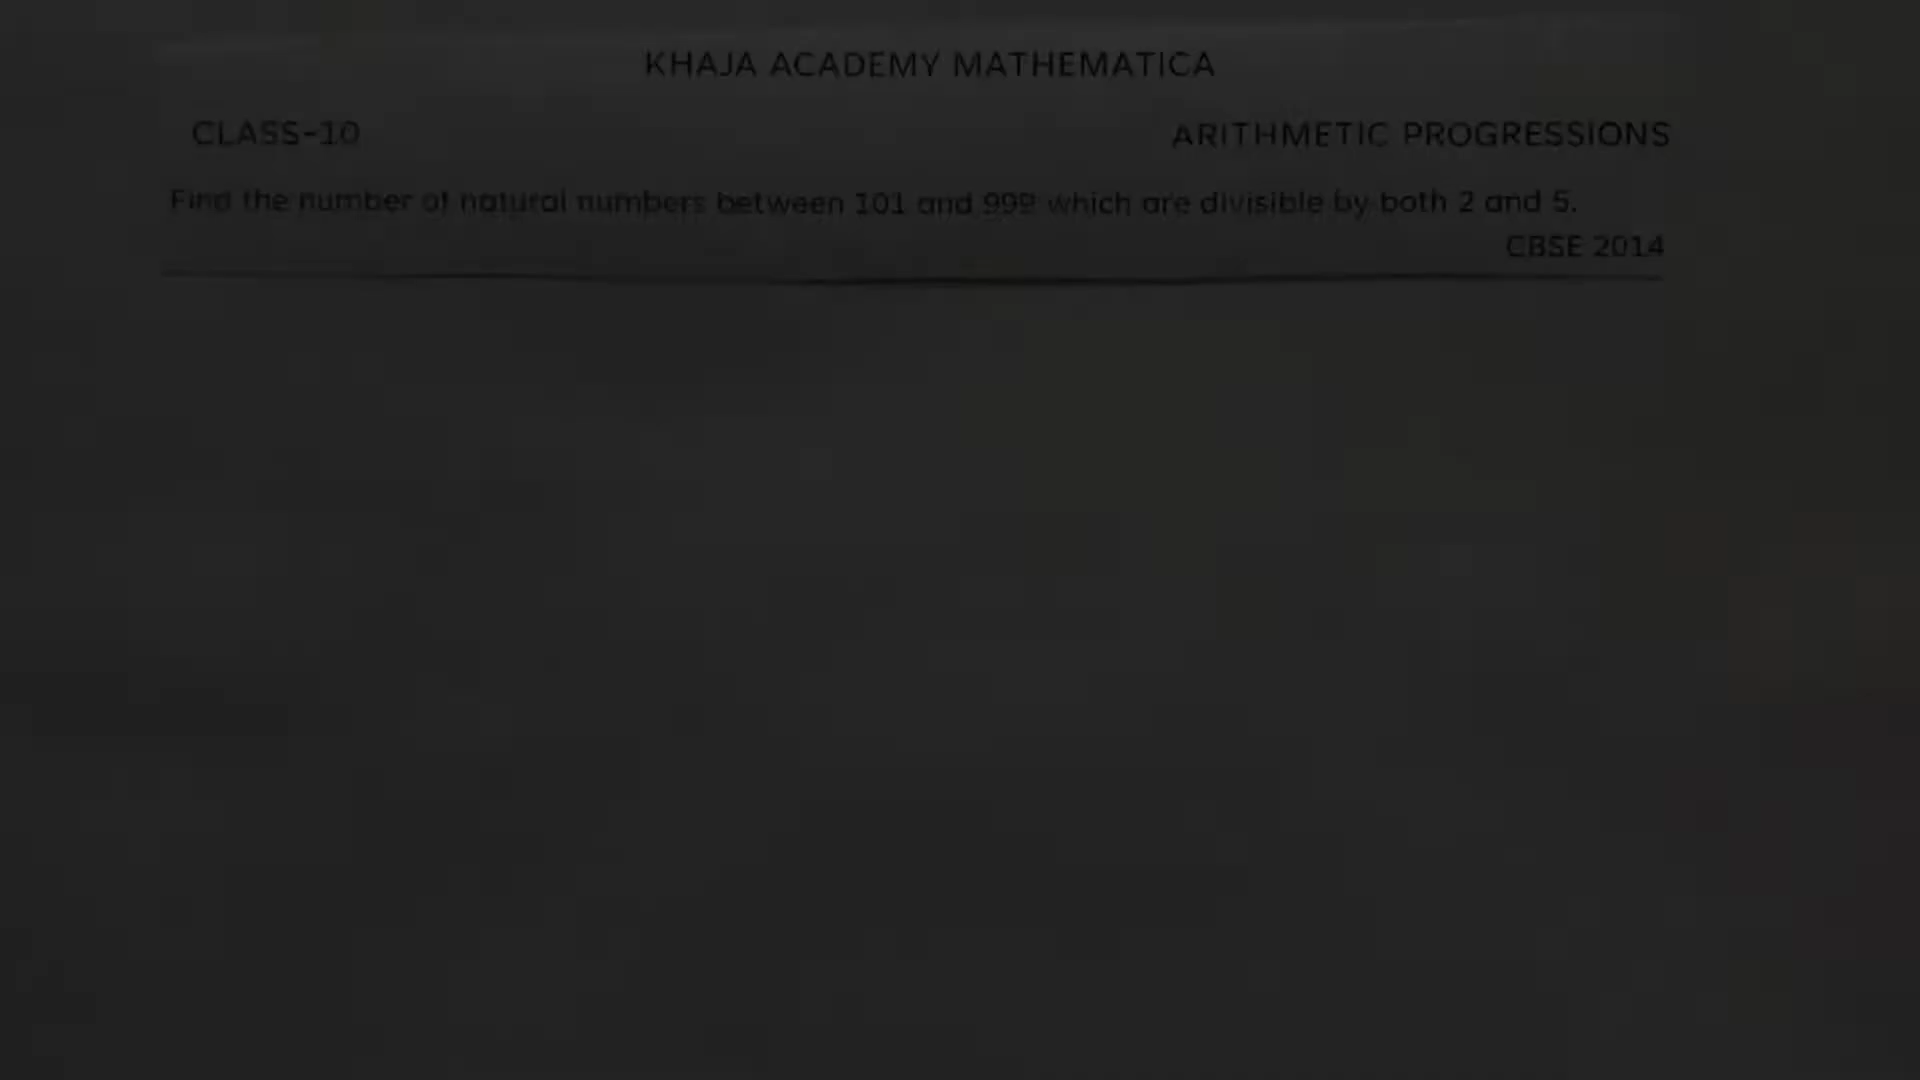 KHAJA ACADEMY MATHEMATICA
CLASS-10 ARITHMETIC PROGRESSIONS
Find the number of natural numbers between 101 and 999 which are divisible by both 2 and 5.
CBSE 2014